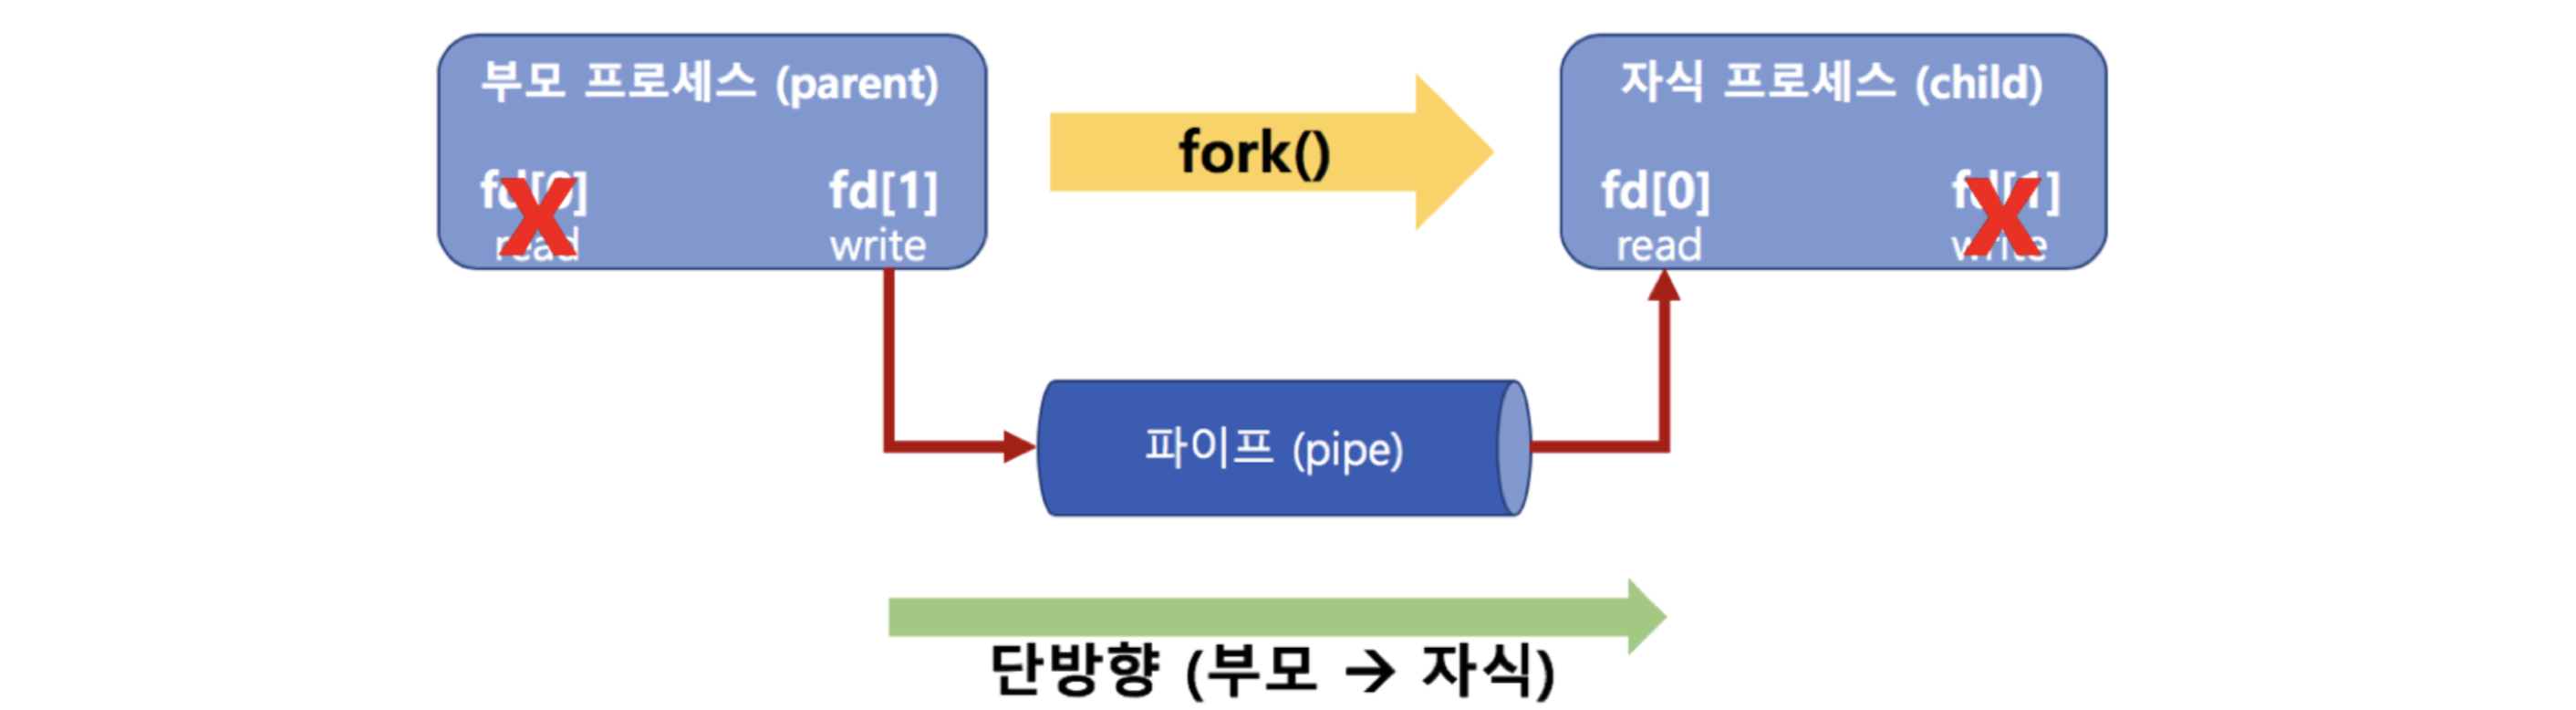 부모 프로세스 (parent)
fd[0]
read
fd[1]
write
X
fork()
자식 프로세스 (child)
fd[0]
read
fd[1]
write
X
파이프 (pipe)
단방향 (부모 → 자식)